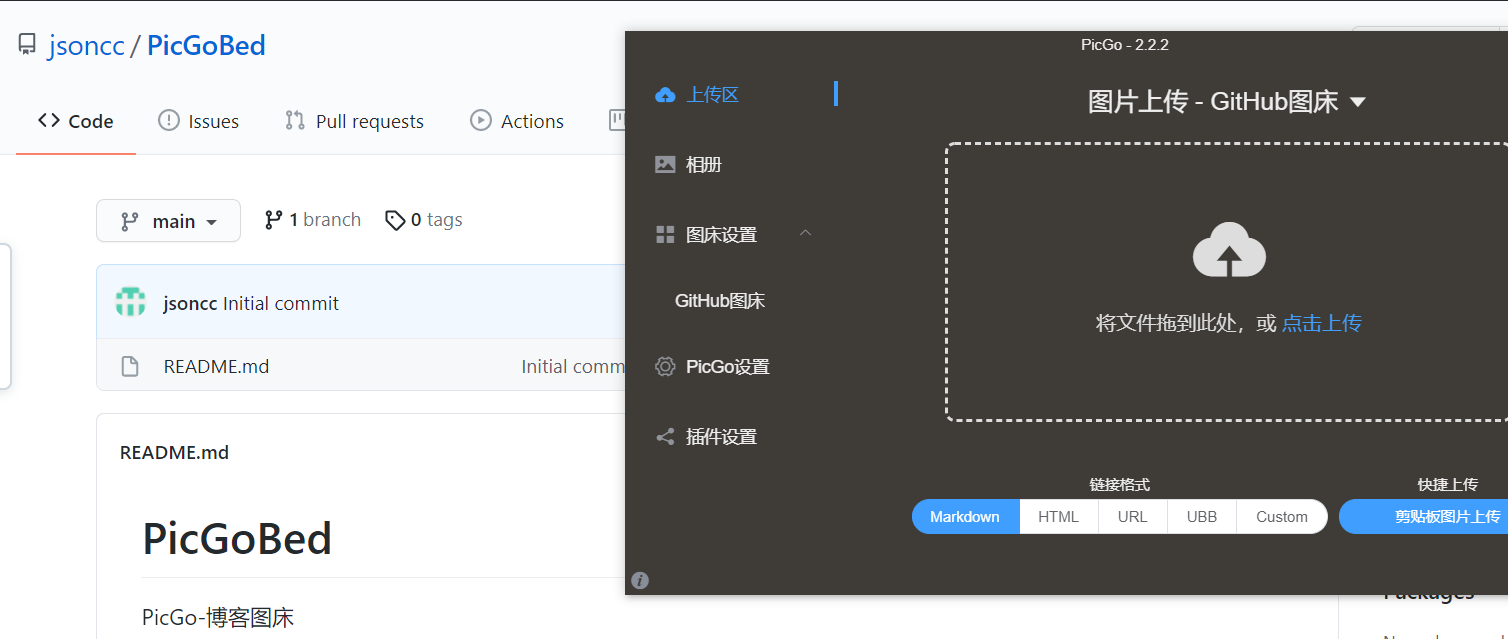 jsoncc / PicGoBed
Code Issues Pull requests Actions
main 1 branch 0 tags
jsoncc Initial commit
README.md Initial comm
README.md
PicGoBed
PicGo-博客图床
PicGo - 2.2.2
上传区
相册
图床设置
GitHub图床
PicGo设置
插件设置
图片上传 - GitHub图床
将文件拖到此处，或 点击上传
链接格式 快捷上传
Markdown HTML URL UBB Custom 剪贴板图片上传
Packages